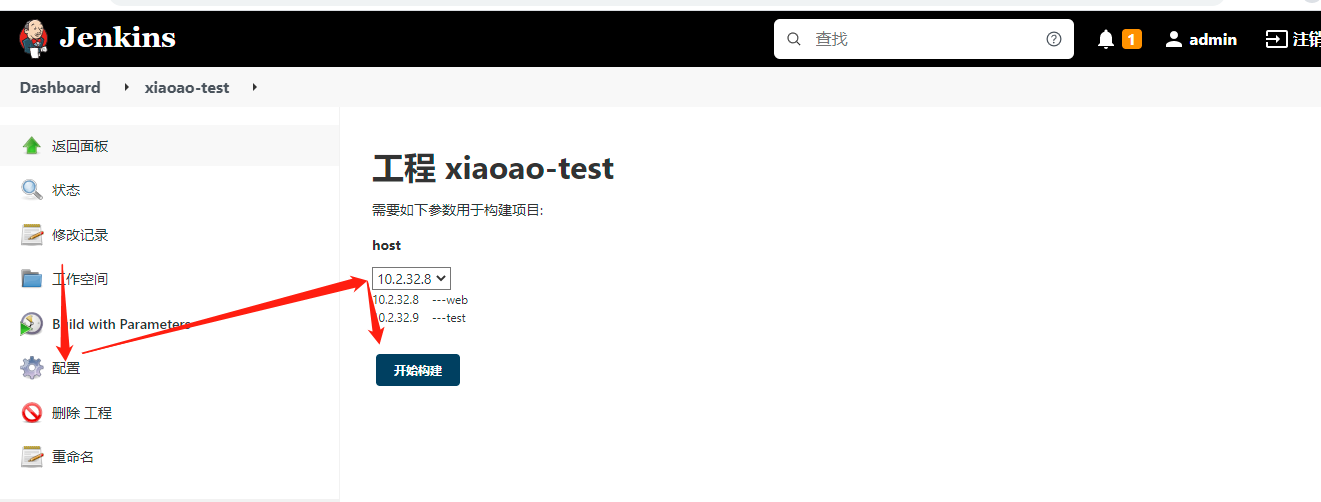 Jenkins
查找
1
admin
注销
Dashboard
xiaoao-test
返回面板
状态
修改记录
工作空间
Build with Parameters
配置
删除 工程
重命名
工程 xiaoao-test
需要如下参数用于构建项目:
host
10.2.32.8
10.2.32.8 ---web
10.2.32.9 ---test
开始构建